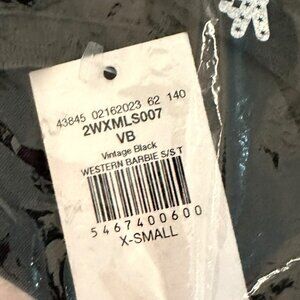 43845 02162023 62 140
2WXMLS007
VB
Vintage Black
WESTERN BARBIE S/S T
5467400600
X-SMALL